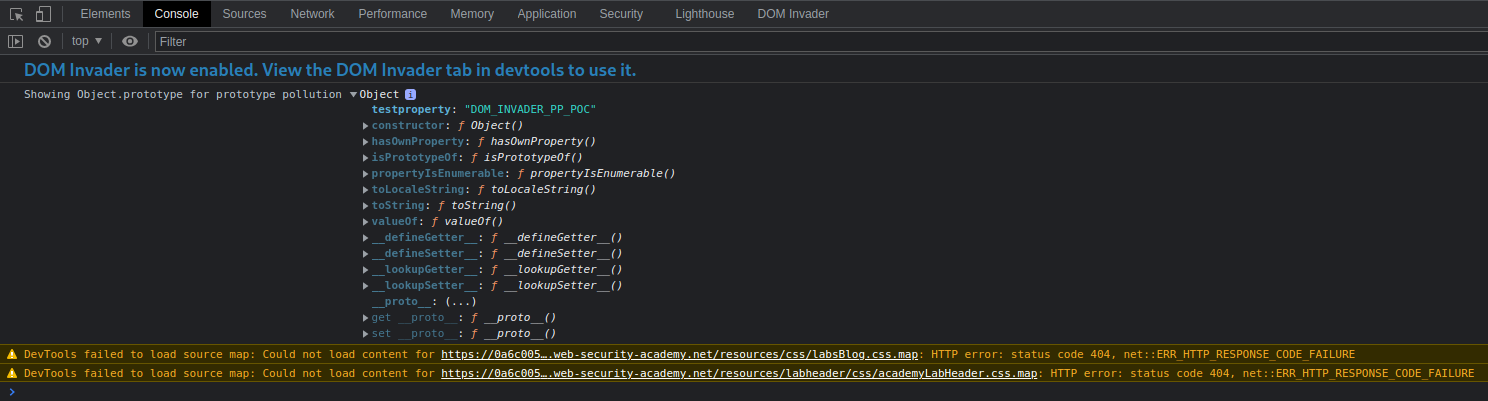 Elements Console Sources Network Performance Memory Application Security Lighthouse DOM Invader
top Filter
DOM Invader is now enabled. View the DOM Invader tab in devtools to use it.
Showing Object.prototype for prototype pollution ▼Object i
testproperty: "DOM_INVADER_PP_POC"
▶constructor: ƒ Object()
▶hasOwnProperty: ƒ hasOwnProperty()
▶isPrototypeOf: ƒ isPrototypeOf()
▶propertyIsEnumerable: ƒ propertyIsEnumerable()
▶toLocaleString: ƒ toLocaleString()
▶toString: ƒ toString()
▶valueOf: ƒ valueOf()
▶__defineGetter__: ƒ __defineGetter__()
▶__defineSetter__: ƒ __defineSetter__()
▶__lookupGetter__: ƒ __lookupGetter__()
▶__lookupSetter__: ƒ __lookupSetter__()
__proto__: (...)
▶get __proto__: ƒ __proto__()
▶set __proto__: ƒ __proto__()
DevTools failed to load source map: Could not load content for https://0a6c005….web-security-academy.net/resources/css/labsBlog.css.map: HTTP error: status code 404, net::ERR_HTTP_RESPONSE_CODE_FAILURE
DevTools failed to load source map: Could not load content for https://0a6c005….web-security-academy.net/resources/labheader/css/academyLabHeader.css.map: HTTP error: status code 404, net::ERR_HTTP_RESPONSE_CODE_FAILURE